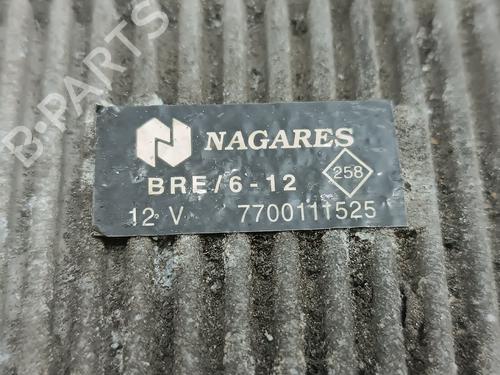 B-PARTS
NAGARES
BRE/6-12
258
12 V 7700111525